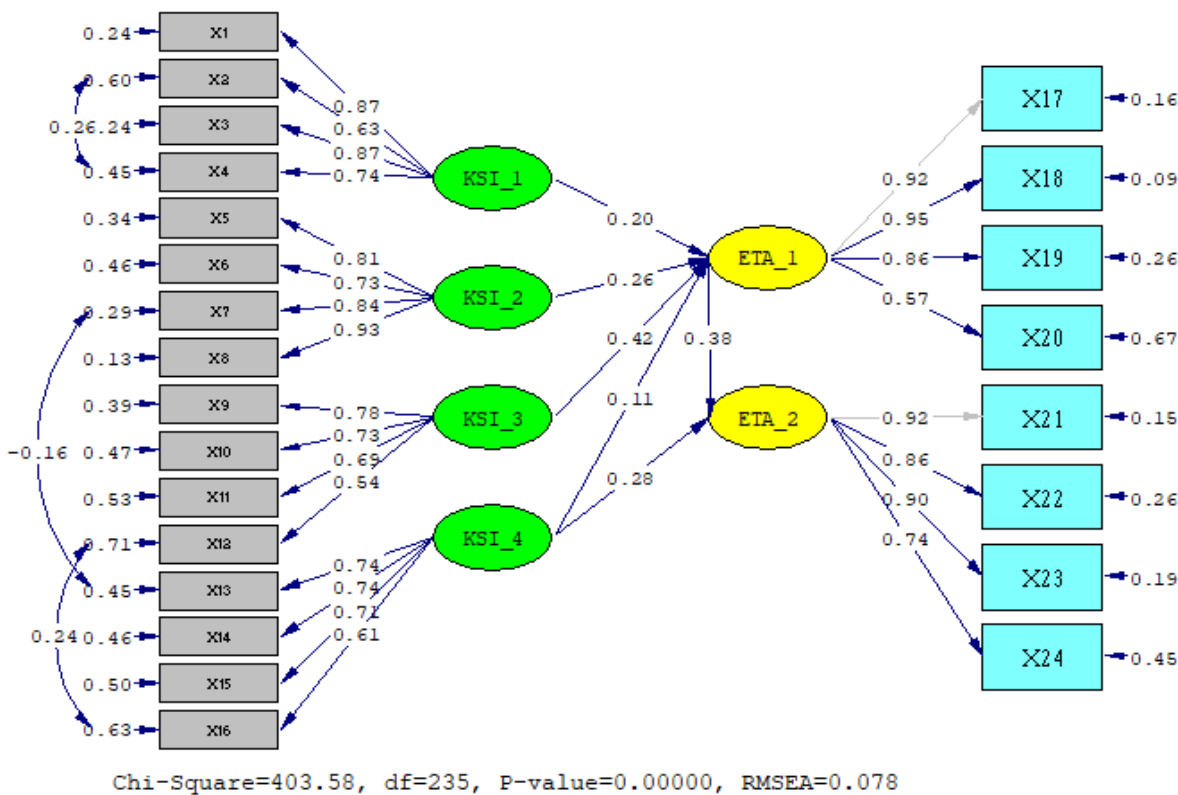 0.24 X1
0.60 X2
0.26 0.24 X3
0.45 X4
0.34 X5
0.46 X6
0.29 X7
0.13 X8
0.39 X9
-0.16 0.47 X10
0.53 X11
0.71 X12
0.45 X13
0.24 0.46 X14
0.50 X15
0.63 X16
0.87
0.63
0.87
0.74
0.81
0.73
0.84
0.93
0.78
0.73
0.69
0.54
0.74
0.74
0.71
0.61
KSI_1
KSI_2
KSI_3
KSI_4
0.20
0.26
0.42
0.11
0.28
0.38
ETA_1
ETA_2
0.92
0.95
0.86
0.57
0.92
0.86
0.90
0.74
X17 0.16
X18 0.09
X19 0.26
X20 0.67
X21 0.15
X22 0.26
X23 0.19
X24 0.45
Chi-Square=403.58, df=235, P-value=0.00000, RMSEA=0.078